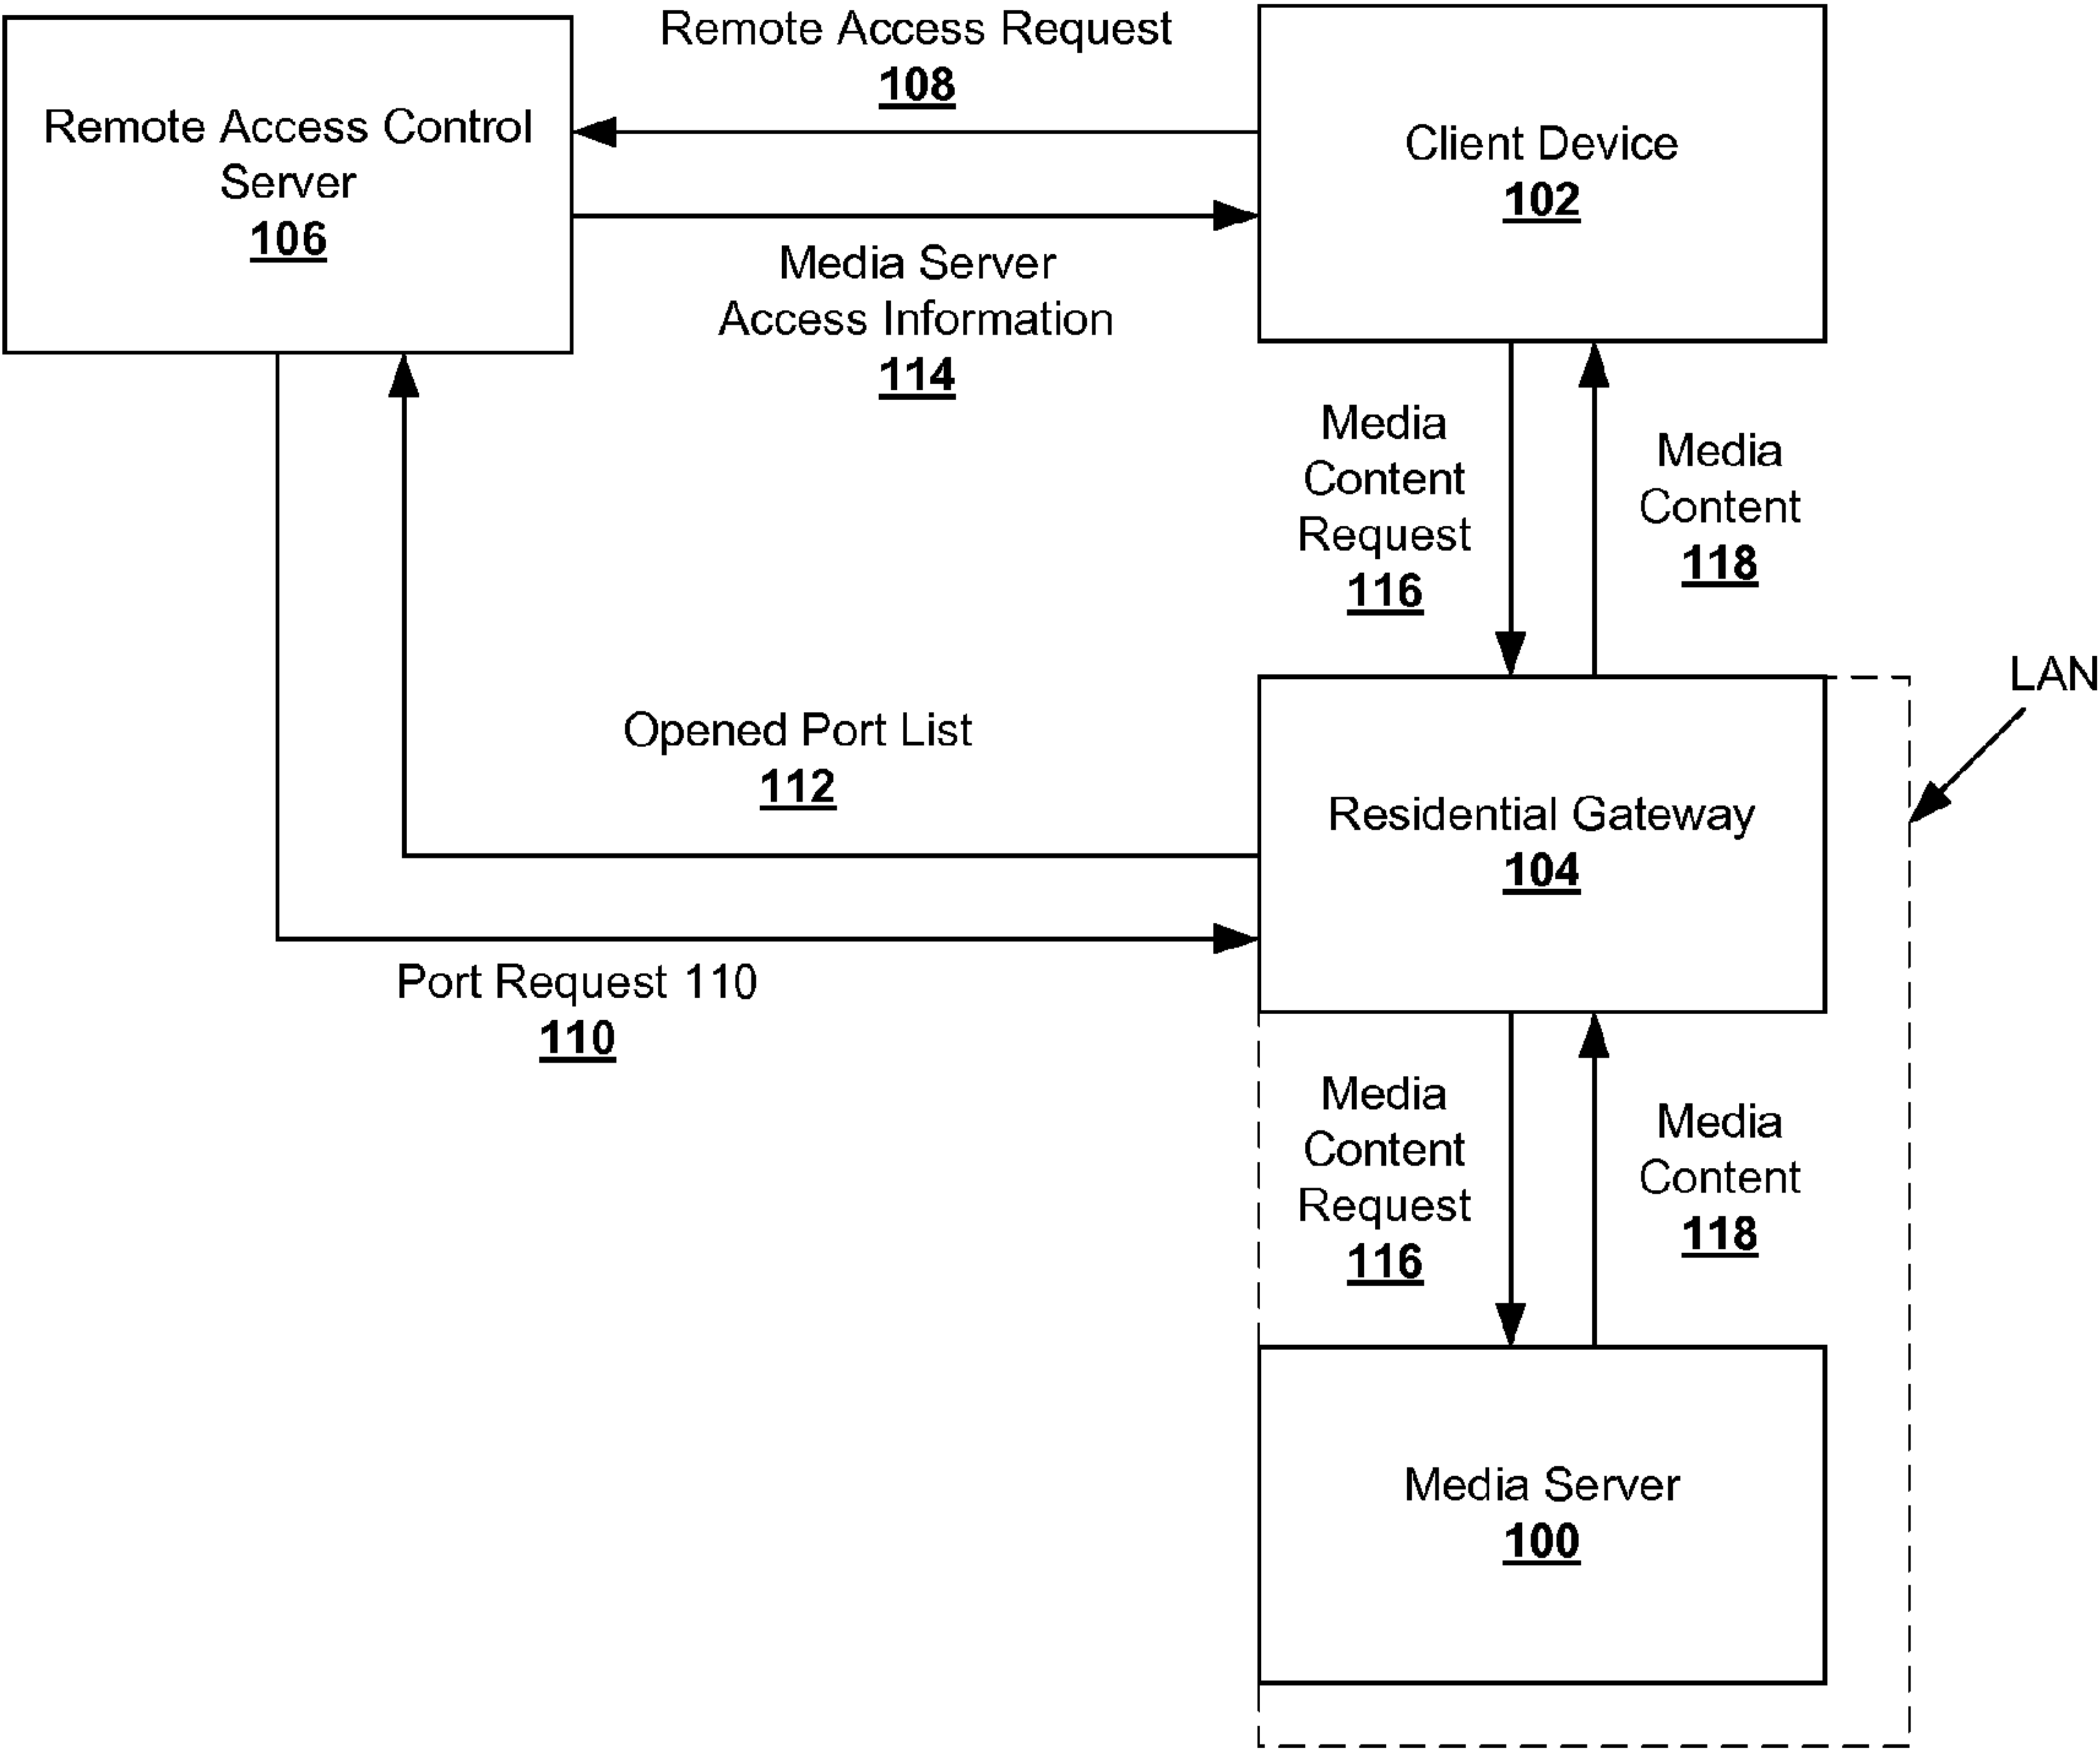 Remote Access Control
Server
106
Remote Access Request
108
Media Server
Access Information
114
Client Device
102
Media
Content
Request
116
Media
Content
118
LAN
Opened Port List
112
Residential Gateway
104
Port Request 110
110
Media
Content
Request
116
Media
Content
118
Media Server
100